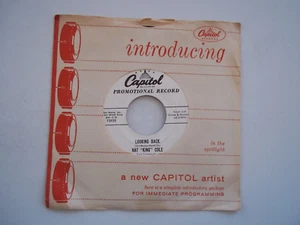 Capitol
RECORDS
introducing
Capitol
PROMOTIONAL RECORD
LOOKING BACK
NAT "KING" COLE
in the
spotlight
a new CAPITOL artist
FOR IMMEDIATE PROGRAMMING